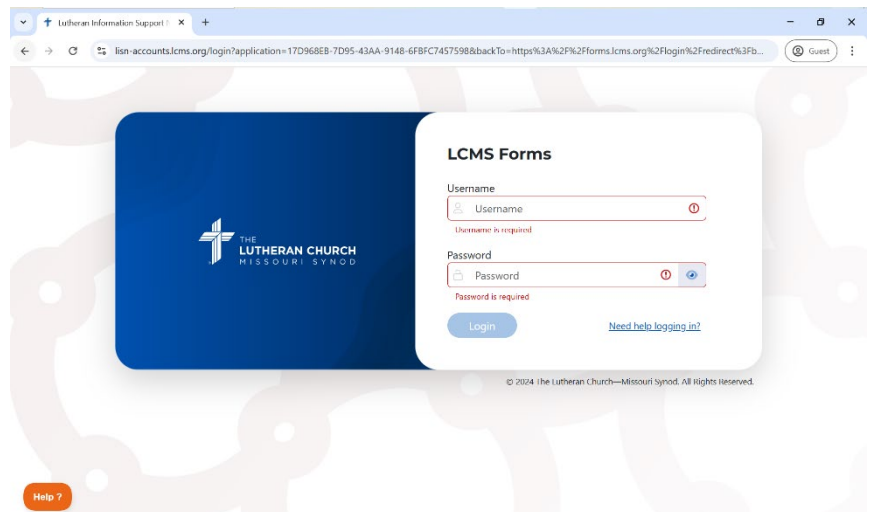 Lutheran Information Support
lisn-accounts.lcms.org/login?application=17D968EB-7D95-43AA-9148-6FBFC7457598&backTo=https%3A%2F%2Fforms.lcms.org%2Flogin%2Fredirect%3Fb...
Guest
LCMS Forms
Username
Username
Username is required
THE
LUTHERAN CHURCH
MISSOURI SYNOD
Password
Password
Password is required
Login
Need help logging in?
© 2024 The Lutheran Church—Missouri Synod. All Rights Reserved.
Help ?